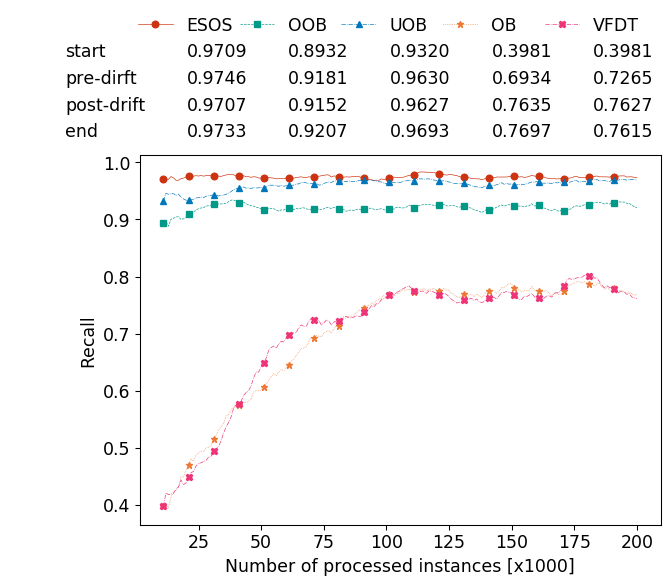 ESOS OOB UOB OB VFDT
start 0.9709 0.8932 0.9320 0.3981 0.3981
pre-dirft 0.9746 0.9181 0.9630 0.6934 0.7265
post-drift 0.9707 0.9152 0.9627 0.7635 0.7627
end 0.9733 0.9207 0.9693 0.7697 0.7615
1.0
0.9
0.8
0.7
0.6
0.5
0.4
Recall
25 50 75 100 125 150 175 200
Number of processed instances [x1000]